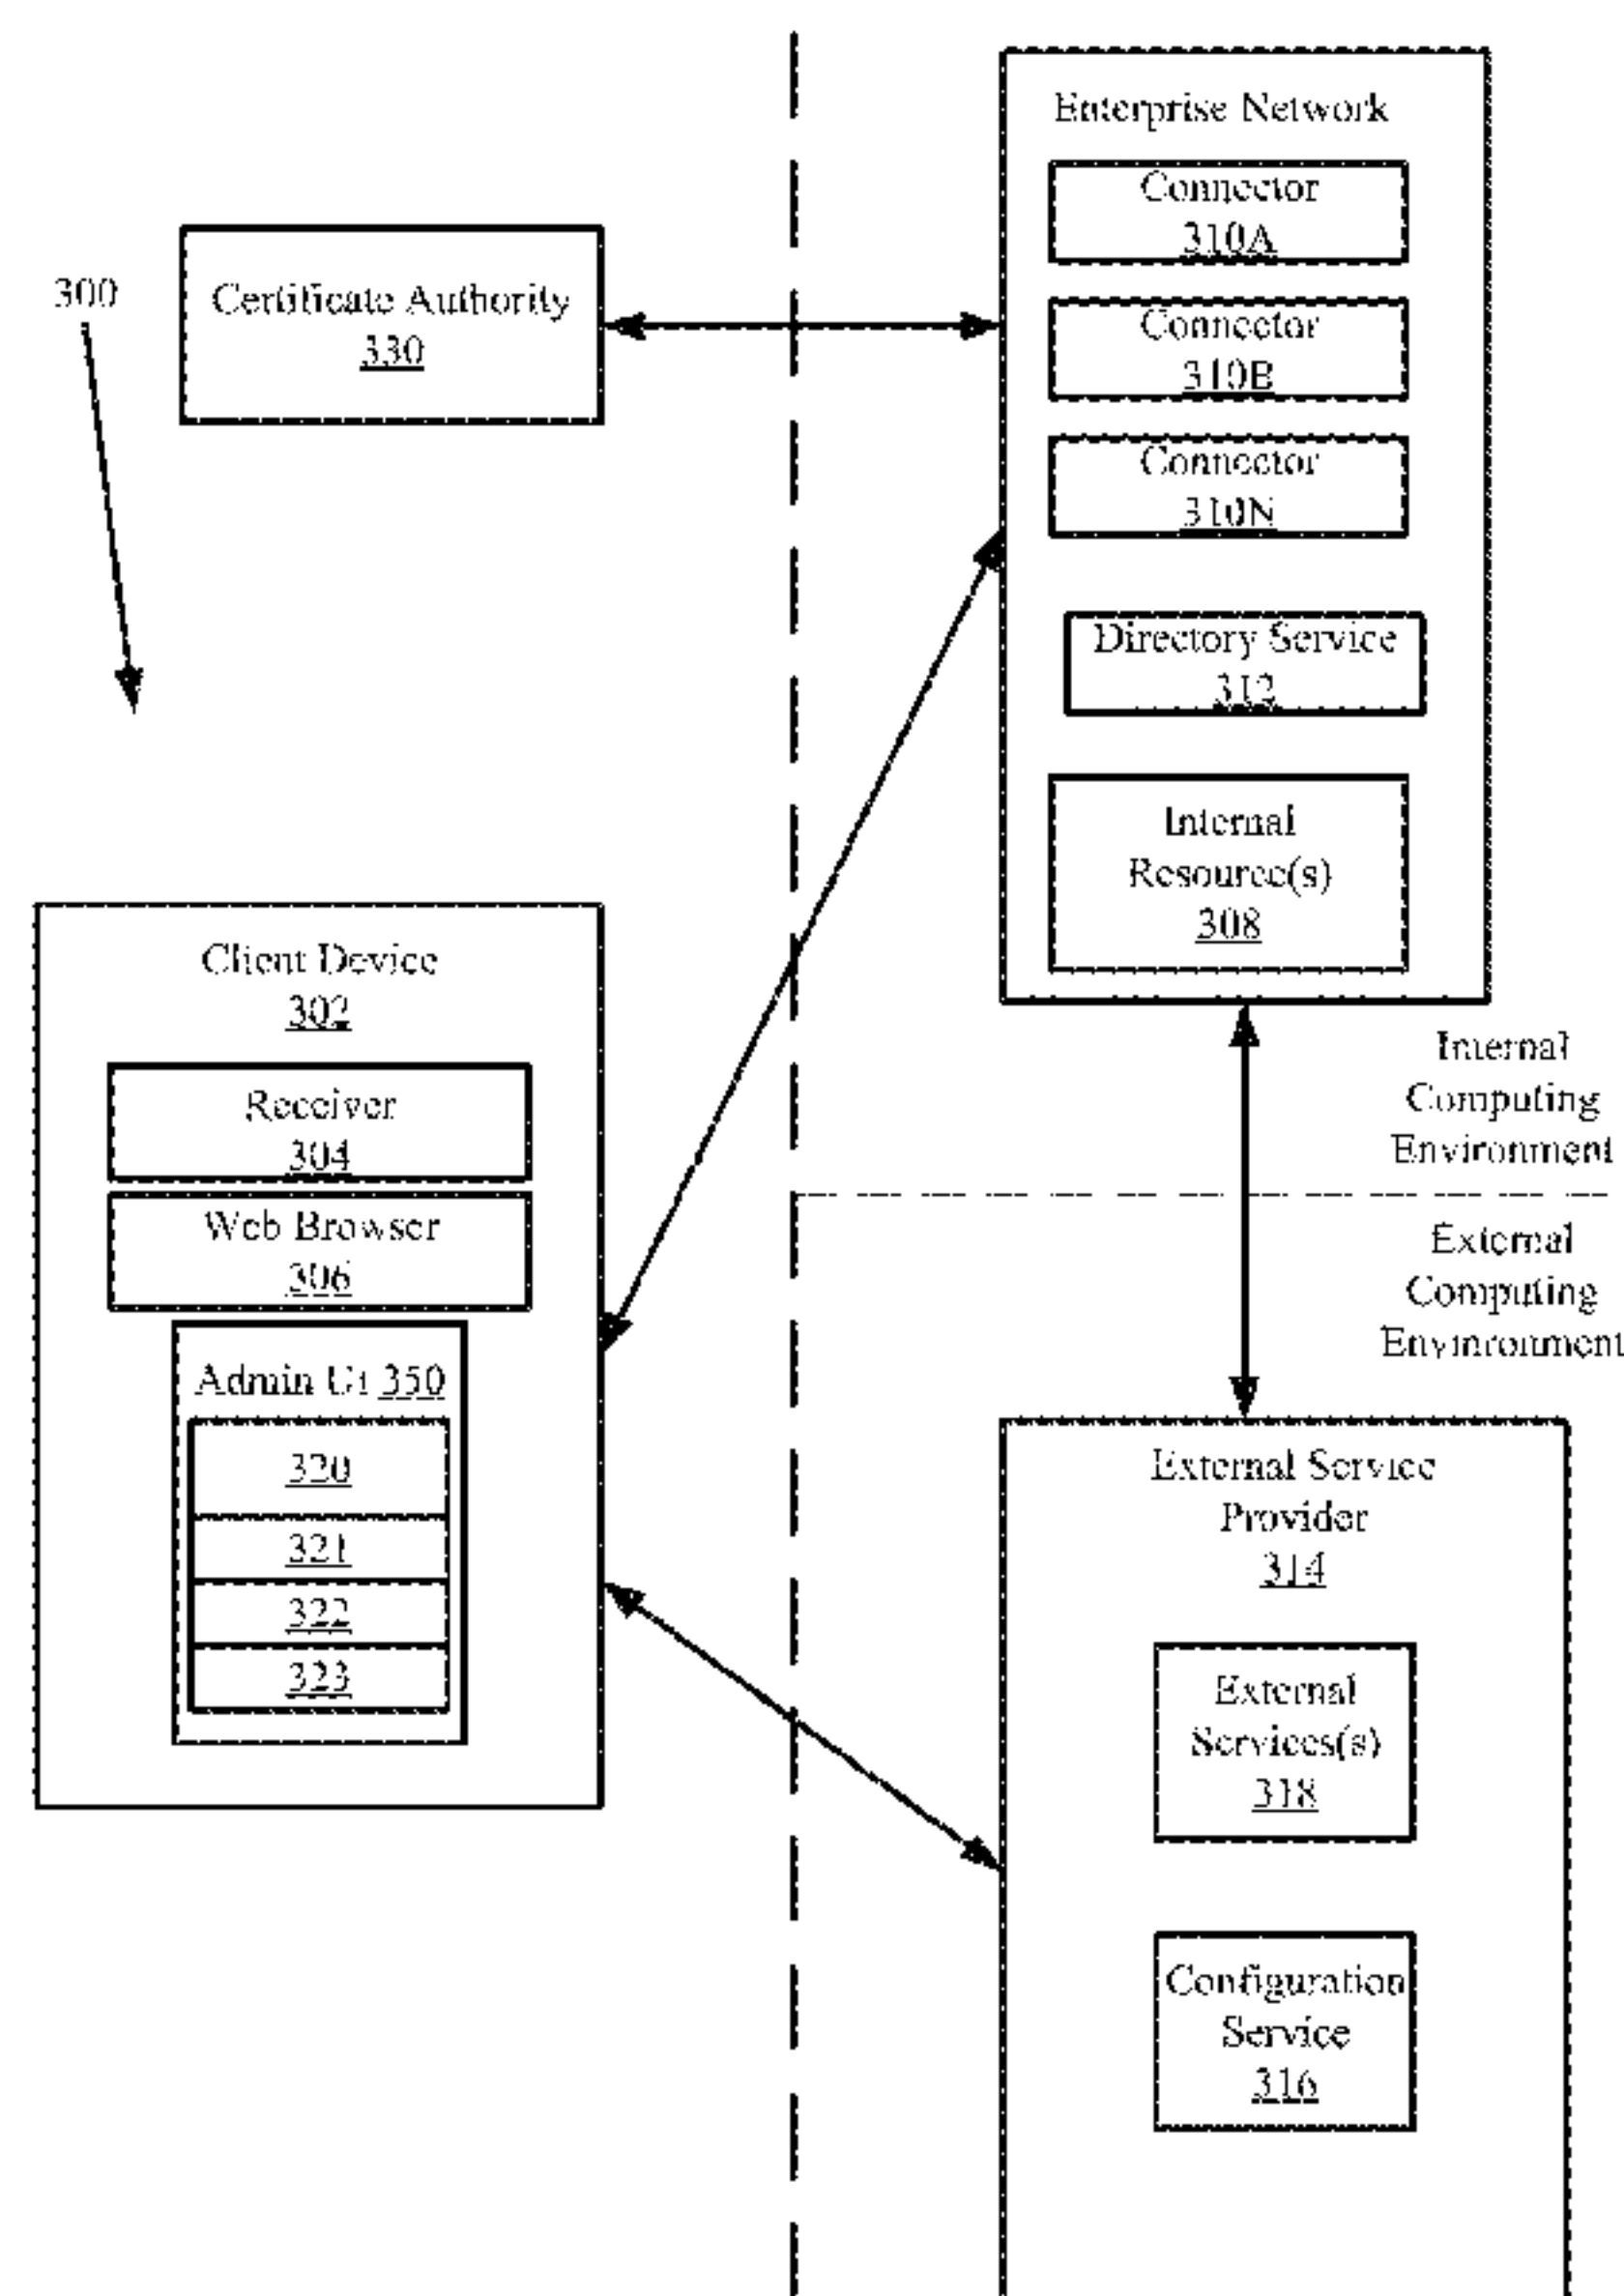 300
Certificate Authority
330
Enterprise Network
Connector
310A
Connector
310B
Connector
310N
Directory Service
312
Internal
Resource(s)
308
Client Device
302
Receiver
304
Web Browser
306
Admin UI 350
320
321
322
323
Internal
Computing
Environment
External
Computing
Envinronment
External Service
Provider
314
External
Services(s)
318
Configuration
Service
316